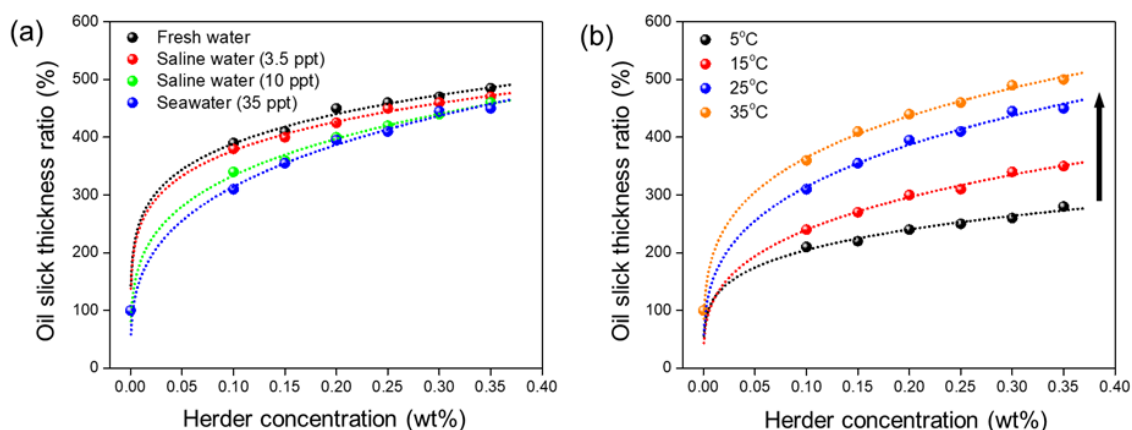 (a)
600
500
400
300
200
100
0
Oil slick thickness ratio (%)
Fresh water
Saline water (3.5 ppt)
Saline water (10 ppt)
Seawater (35 ppt)
0.00 0.05 0.10 0.15 0.20 0.25 0.30 0.35 0.40
Herder concentration (wt%)
(b)
600
500
400
300
200
100
0
Oil slick thickness ratio (%)
5°C
15°C
25°C
35°C
0.00 0.05 0.10 0.15 0.20 0.25 0.30 0.35 0.40
Herder concentration (wt%)